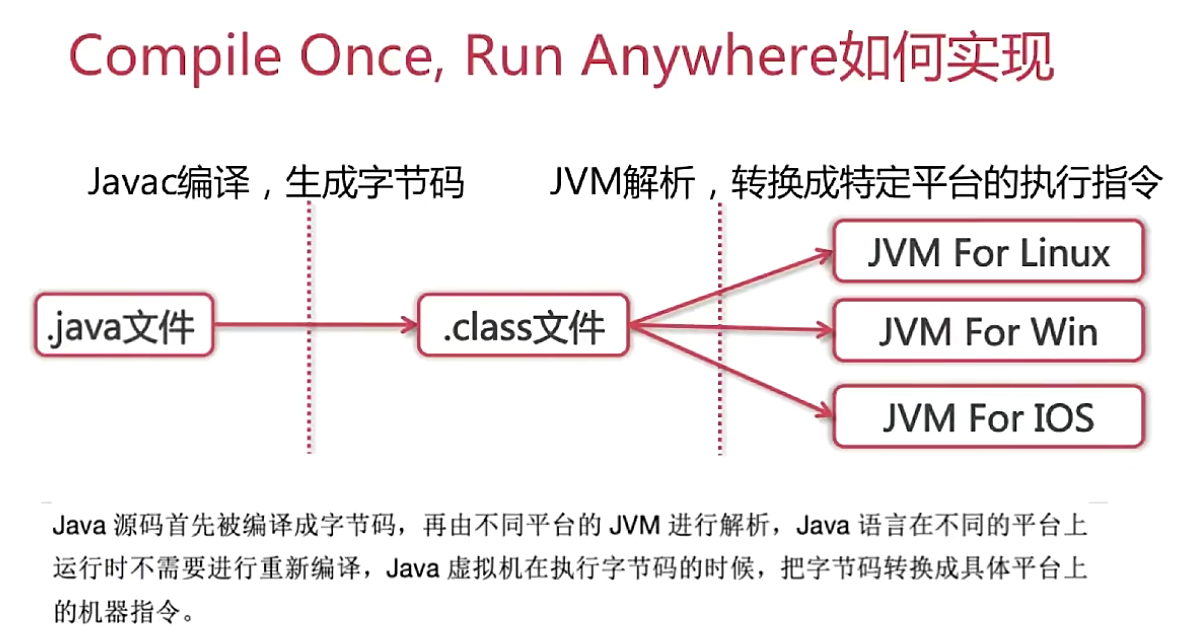 Compile Once, Run Anywhere如何实现
Javac编译，生成字节码
JVM解析，转换成特定平台的执行指令
.java文件
.class文件
JVM For Linux
JVM For Win
JVM For IOS
Java 源码首先被编译成字节码，再由不同平台的 JVM 进行解析，Java 语言在不同的平台上
运行时不需要进行重新编译，Java 虚拟机在执行字节码的时候，把字节码转换成具体平台上
的机器指令。